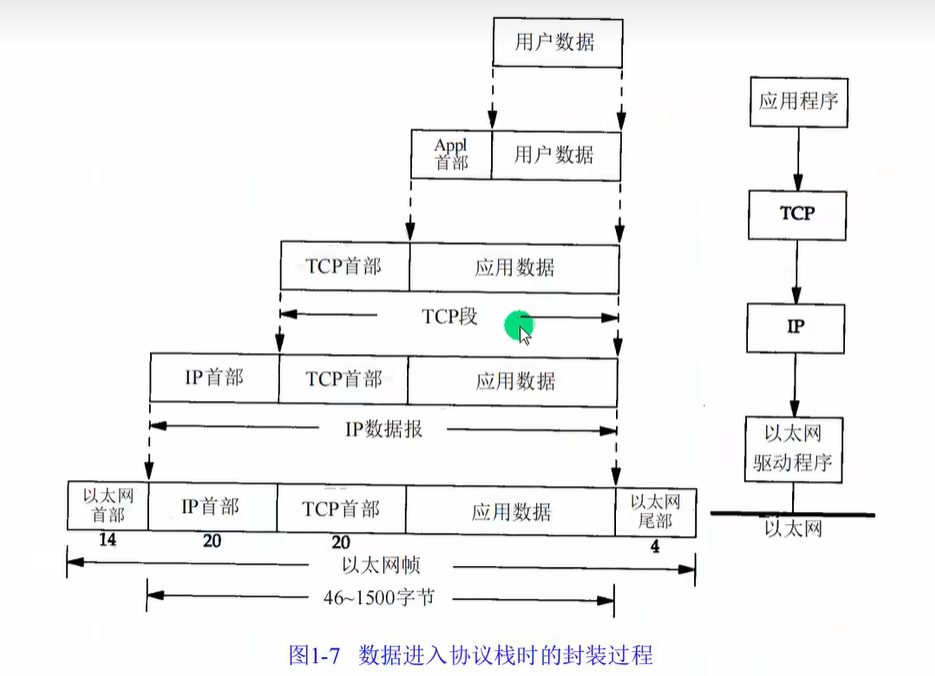 用户数据
应用程序
Appl
首部
用户数据
TCP
TCP首部
应用数据
TCP段
IP
IP首部
TCP首部
应用数据
IP数据报
以太网
驱动程序
以太网
首部
IP首部
TCP首部
应用数据
以太网
尾部
以太网
14
20
20
4
以太网帧
46~1500字节
图1-7 数据进入协议栈时的封装过程